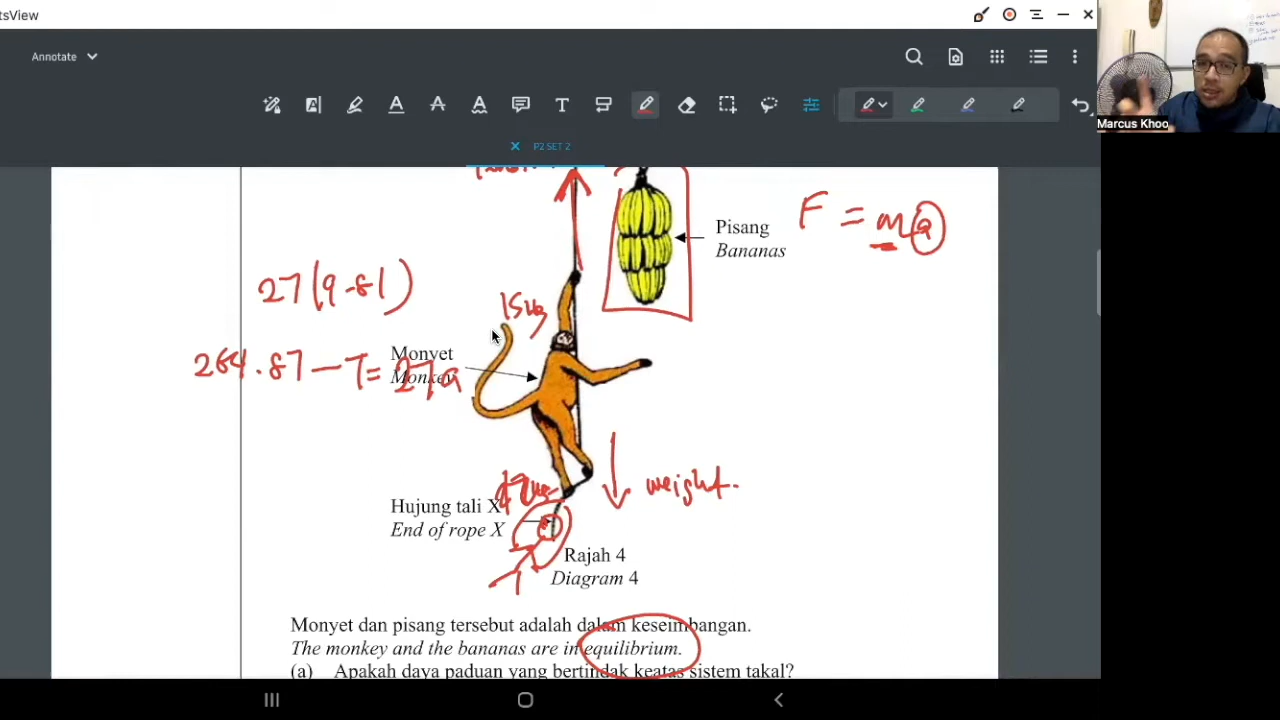 tsView
Annotate
P2 SET 2
Marcus Khoo
Pisang
Bananas
F = ma
27(9.81)
15kg
Monyet
Monkey
264.87 - T = 27a
weight.
Hujung tali X
End of rope X
T
Rajah 4
Diagram 4
Monyet dan pisang tersebut adalah dalam keseimbangan.
The monkey and the bananas are in equilibrium.
(a) Apakah daya paduan yang bertindak keatas sistem takal?